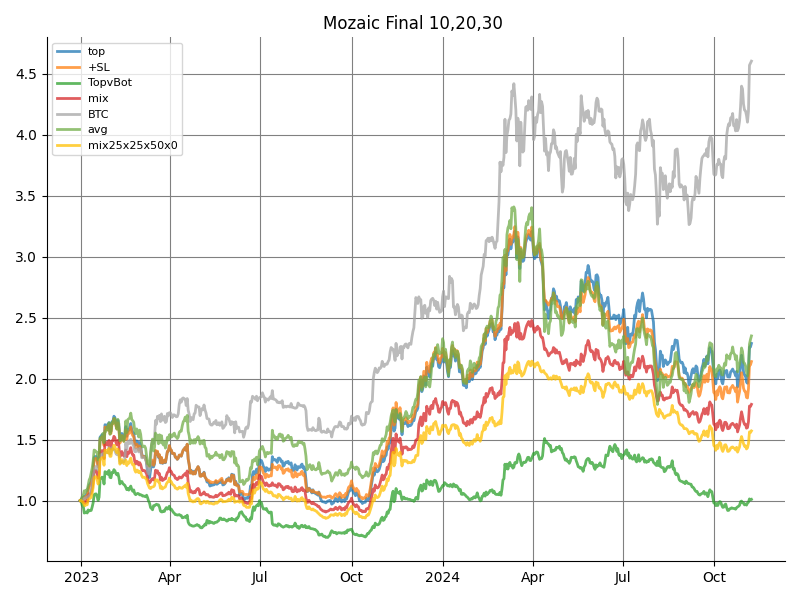 Mozaic Final 10,20,30
top
+SL
TopvBot
mix
BTC
avg
mix25x25x50x0
4.5
4.0
3.5
3.0
2.5
2.0
1.5
1.0
2023 Apr Jul Oct 2024 Apr Jul Oct